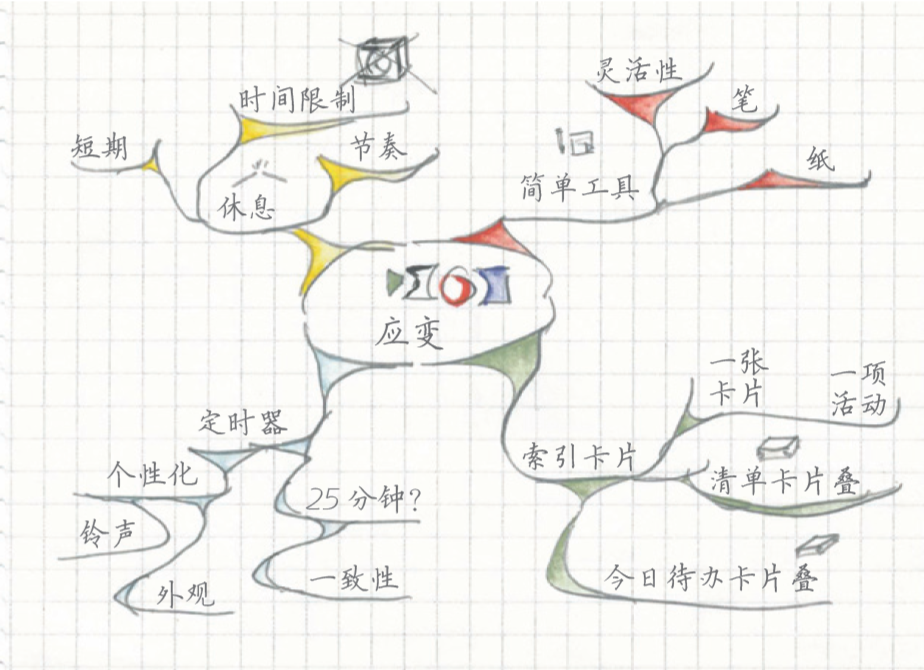 灵活性
时间限制
笔
短期
节奏
纸
简单工具
休息
应变
一张
卡片
一项
活动
定时器
索引卡片
个性化
清单卡片叠
25分钟?
铃声
一致性
今日待办卡片叠
外观